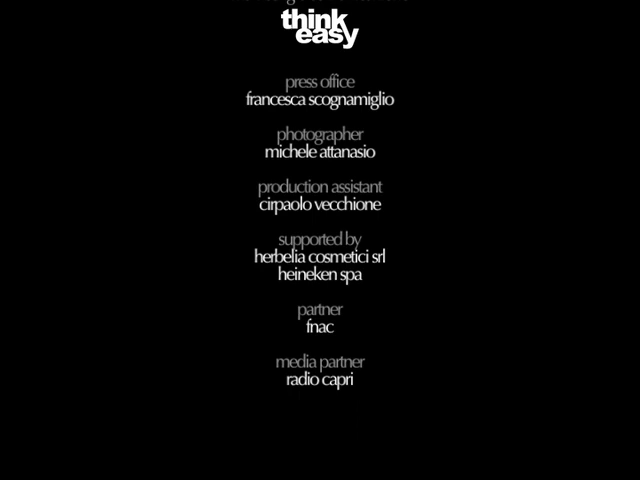 think
easy
press office
francesca scognamiglio
photographer
michele attanasio
production assistant
cirpaolo vecchione
supported by
herbelia cosmetici srl
heineken spa
partner
fnac
media partner
radio capri